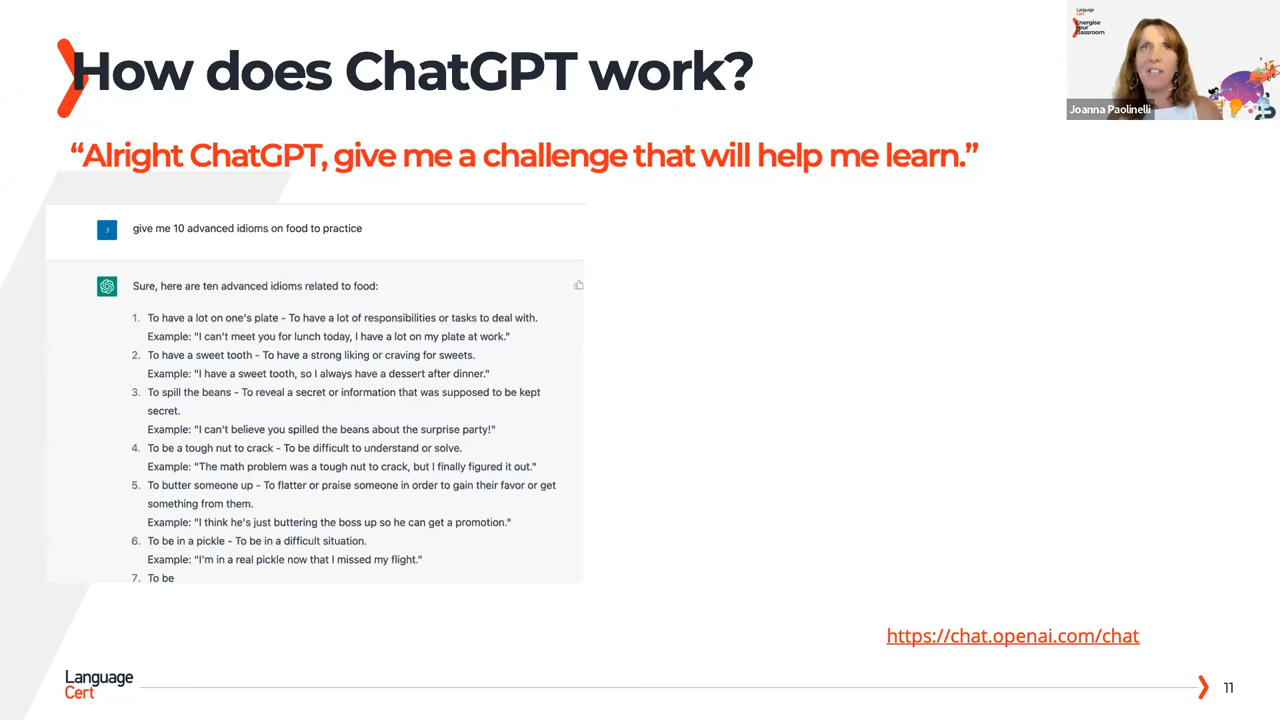 How does ChatGPT work?
Language
Cert
Energise
your
classroom
Joanna Paolinelli
“Alright ChatGPT, give me a challenge that will help me learn.”
J
give me 10 advanced idioms on food to practice
Sure, here are ten advanced idioms related to food:
1. To have a lot on one's plate - To have a lot of responsibilities or tasks to deal with.
Example: "I can't meet you for lunch today, I have a lot on my plate at work."
2. To have a sweet tooth - To have a strong liking or craving for sweets.
Example: "I have a sweet tooth, so I always have a dessert after dinner."
3. To spill the beans - To reveal a secret or information that was supposed to be kept
secret.
Example: "I can't believe you spilled the beans about the surprise party!"
4. To be a tough nut to crack - To be difficult to understand or solve.
Example: "The math problem was a tough nut to crack, but I finally figured it out."
5. To butter someone up - To flatter or praise someone in order to gain their favor or get
something from them.
Example: "I think he's just buttering the boss up so he can get a promotion."
6. To be in a pickle - To be in a difficult situation.
Example: "I'm in a real pickle now that I missed my flight."
7. To be
https://chat.openai.com/chat
Language
Cert
11